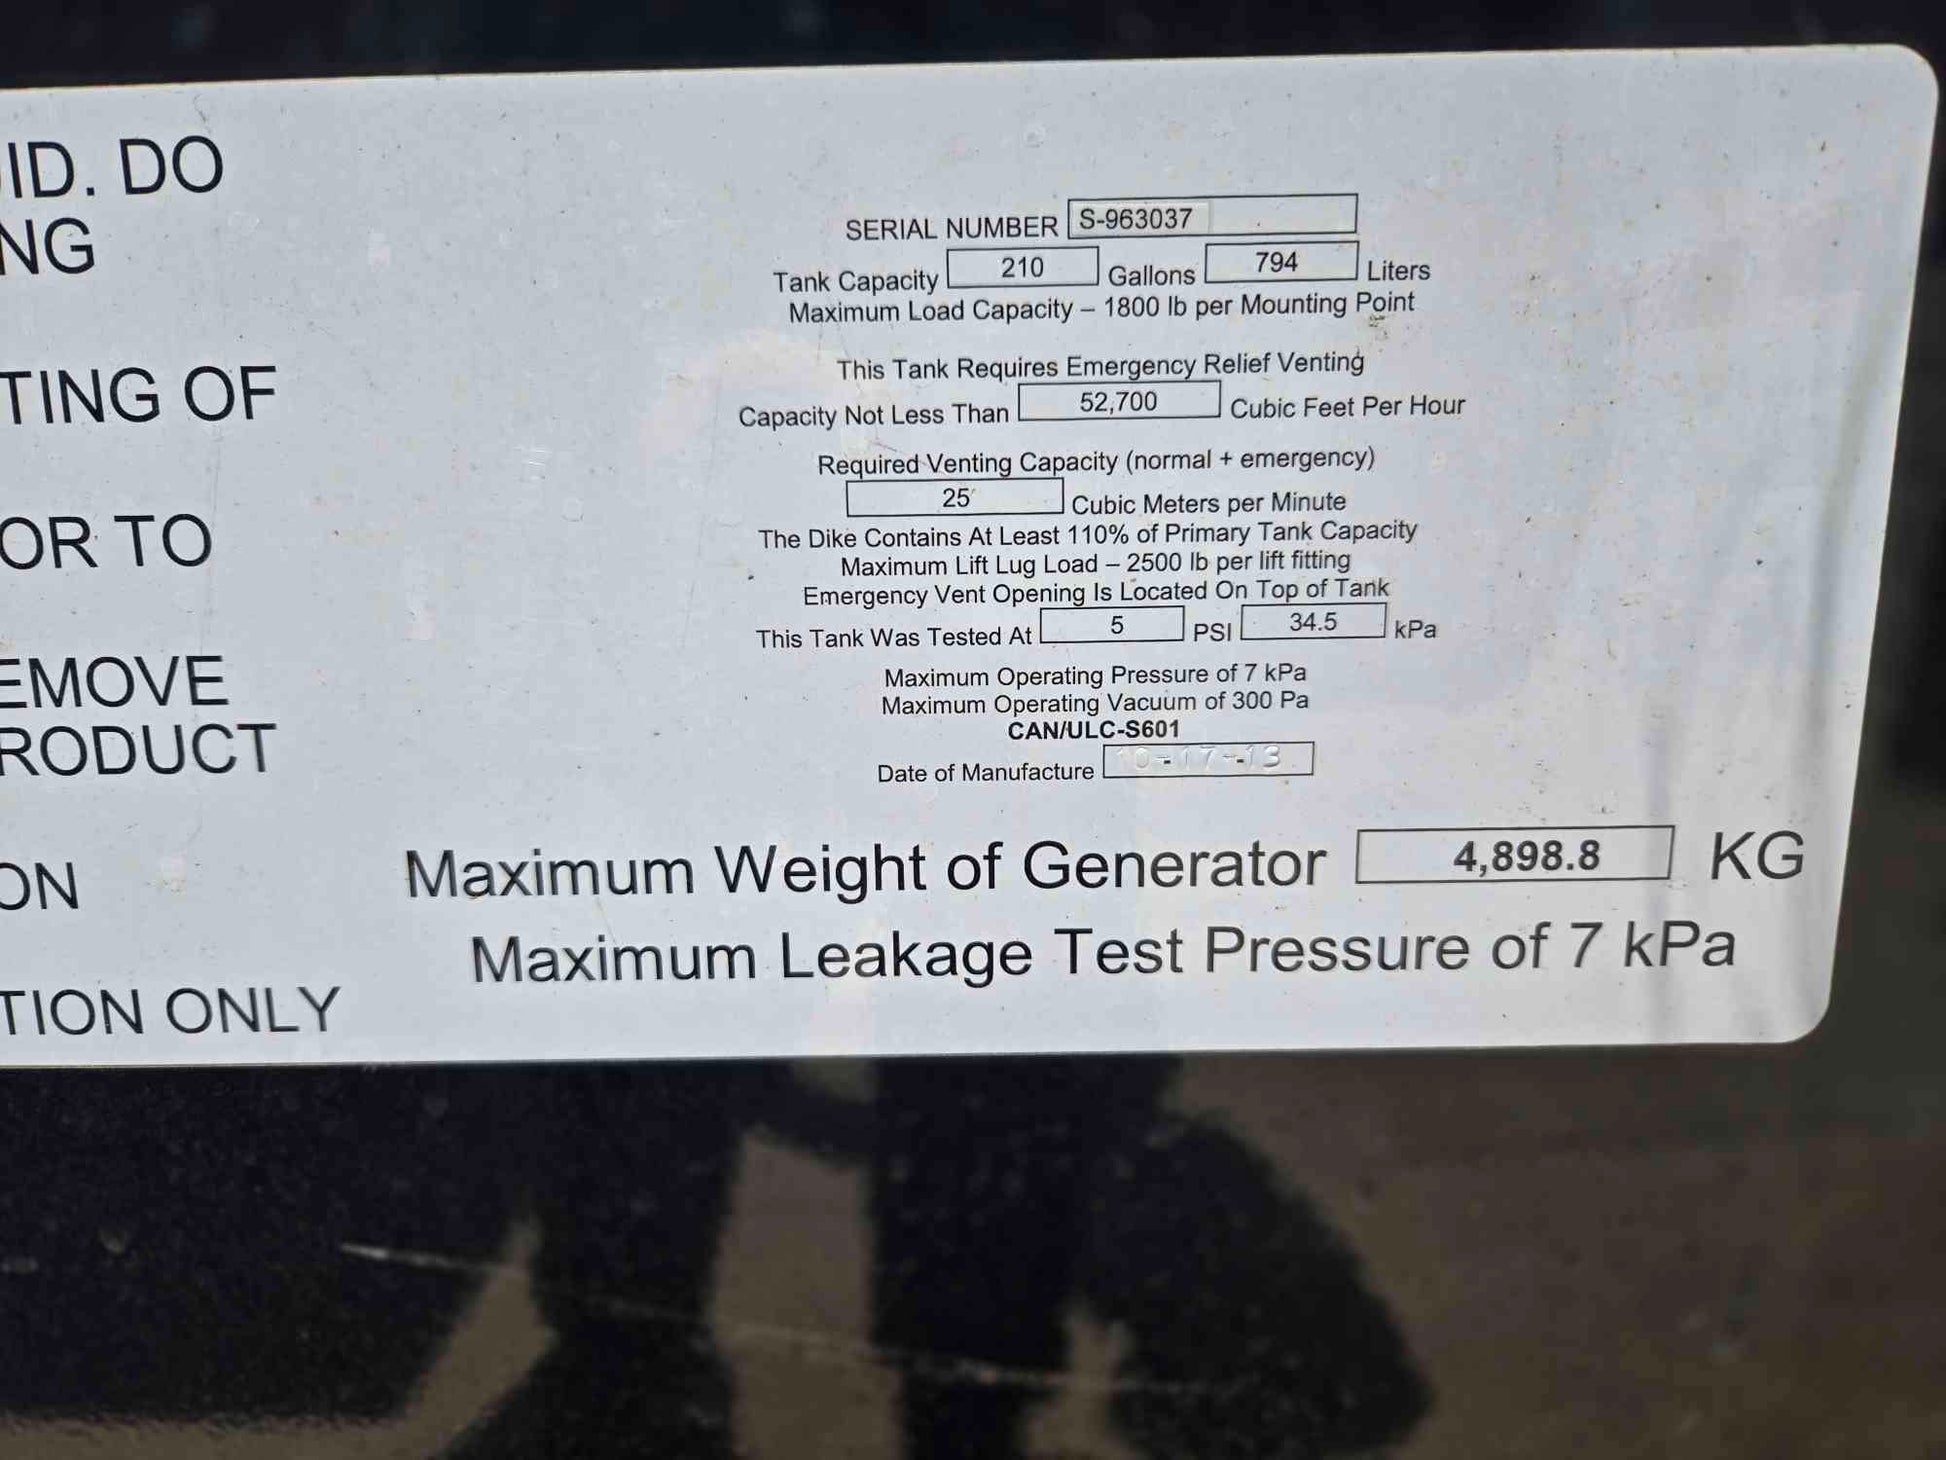 ID. DO
NG
TING OF
OR TO
EMOVE
RODUCT
ON
TION ONLY
SERIAL NUMBER S-963037
Tank Capacity 210 Gallons 794 Liters
Maximum Load Capacity – 1800 lb per Mounting Point
This Tank Requires Emergency Relief Venting
Capacity Not Less Than 52,700 Cubic Feet Per Hour
Required Venting Capacity (normal + emergency)
25 Cubic Meters per Minute
The Dike Contains At Least 110% of Primary Tank Capacity
Maximum Lift Lug Load – 2500 lb per lift fitting
Emergency Vent Opening Is Located On Top of Tank
This Tank Was Tested At 5 PSI 34.5 kPa
Maximum Operating Pressure of 7 kPa
Maximum Operating Vacuum of 300 Pa
CAN/ULC-S601
Date of Manufacture 10-17-13
Maximum Weight of Generator 4,898.8 KG
Maximum Leakage Test Pressure of 7 kPa